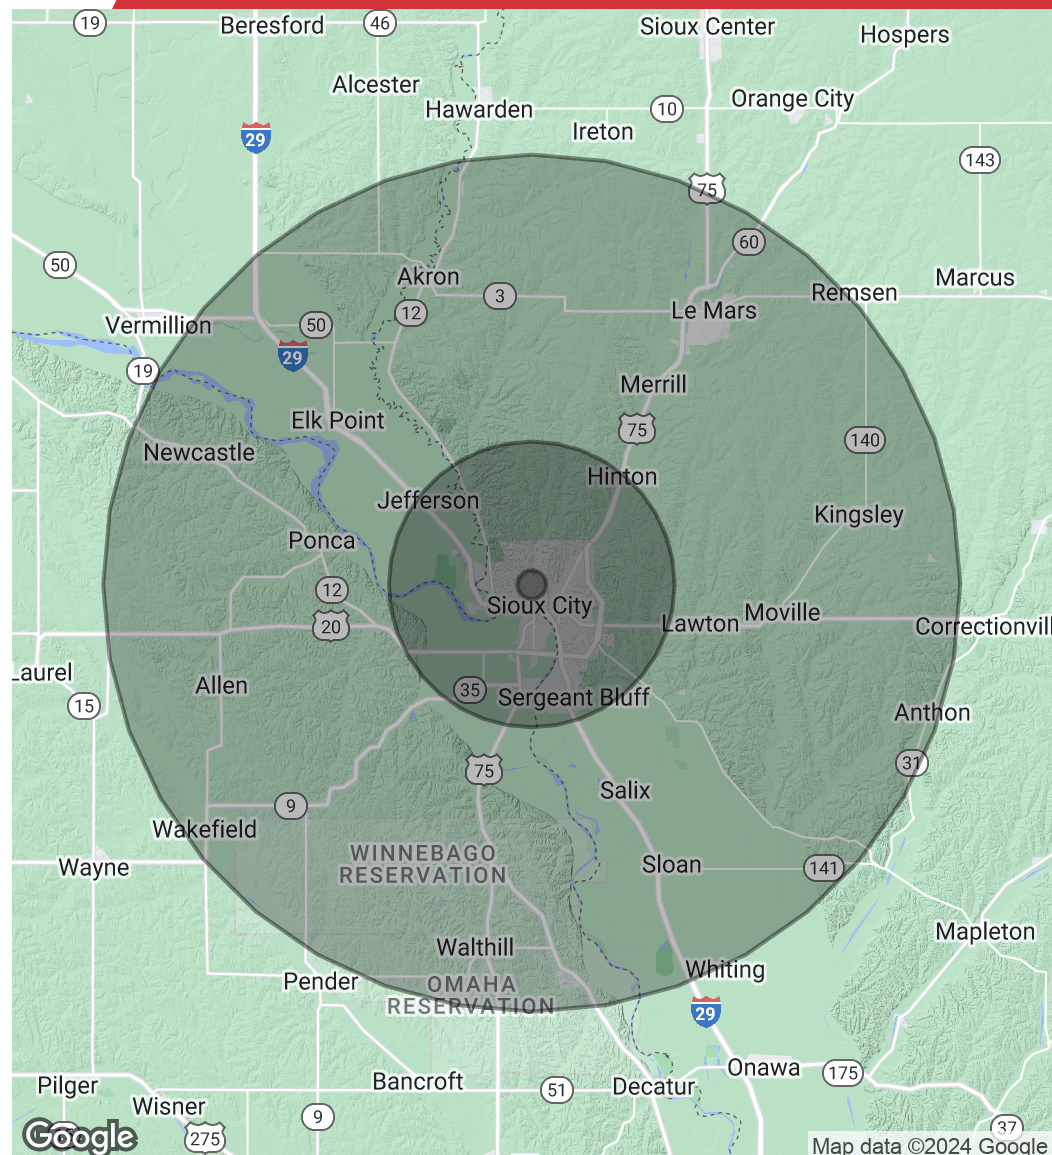 19
Beresford
46
Sioux Center
Hospers
Alcester
Hawarden
10
Orange City
29
Ireton
143
75
60
50
Akron
Marcus
Remsen
3
12
Le Mars
Vermillion
50
29
19
Merrill
Elk Point
75
140
Newcastle
Hinton
Jefferson
Kingsley
Ponca
12
Sioux City
Moville
20
Lawton
Correctionvill
Laurel
Allen
35
Sergeant Bluff
15
Anthon
75
31
Salix
9
Wakefield
WINNEBAGO
RESERVATION
Sloan
141
Wayne
Mapleton
Walthill
Whiting
Pender
OMAHA
RESERVATION
29
Onawa
175
Pilger
Bancroft
51
Decatur
Wisner
9
37
Google
275
Map data ©2024 Google